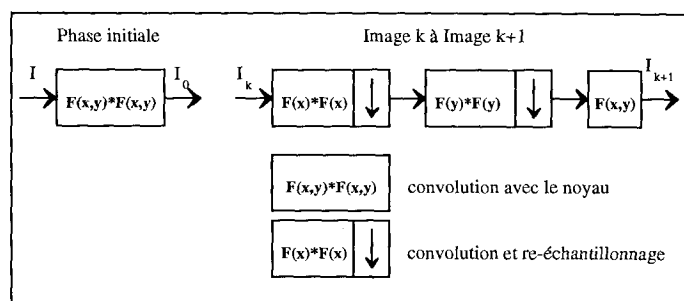 Phase initiale
Image k à Image k+1
I
F(x,y)*F(x,y)
I0
Ik
F(x)*F(x)
F(y)*F(y)
F(x,y)
Ik+1
F(x,y)*F(x,y)
convolution avec le noyau
F(x)*F(x)
convolution et re-échantillonnage